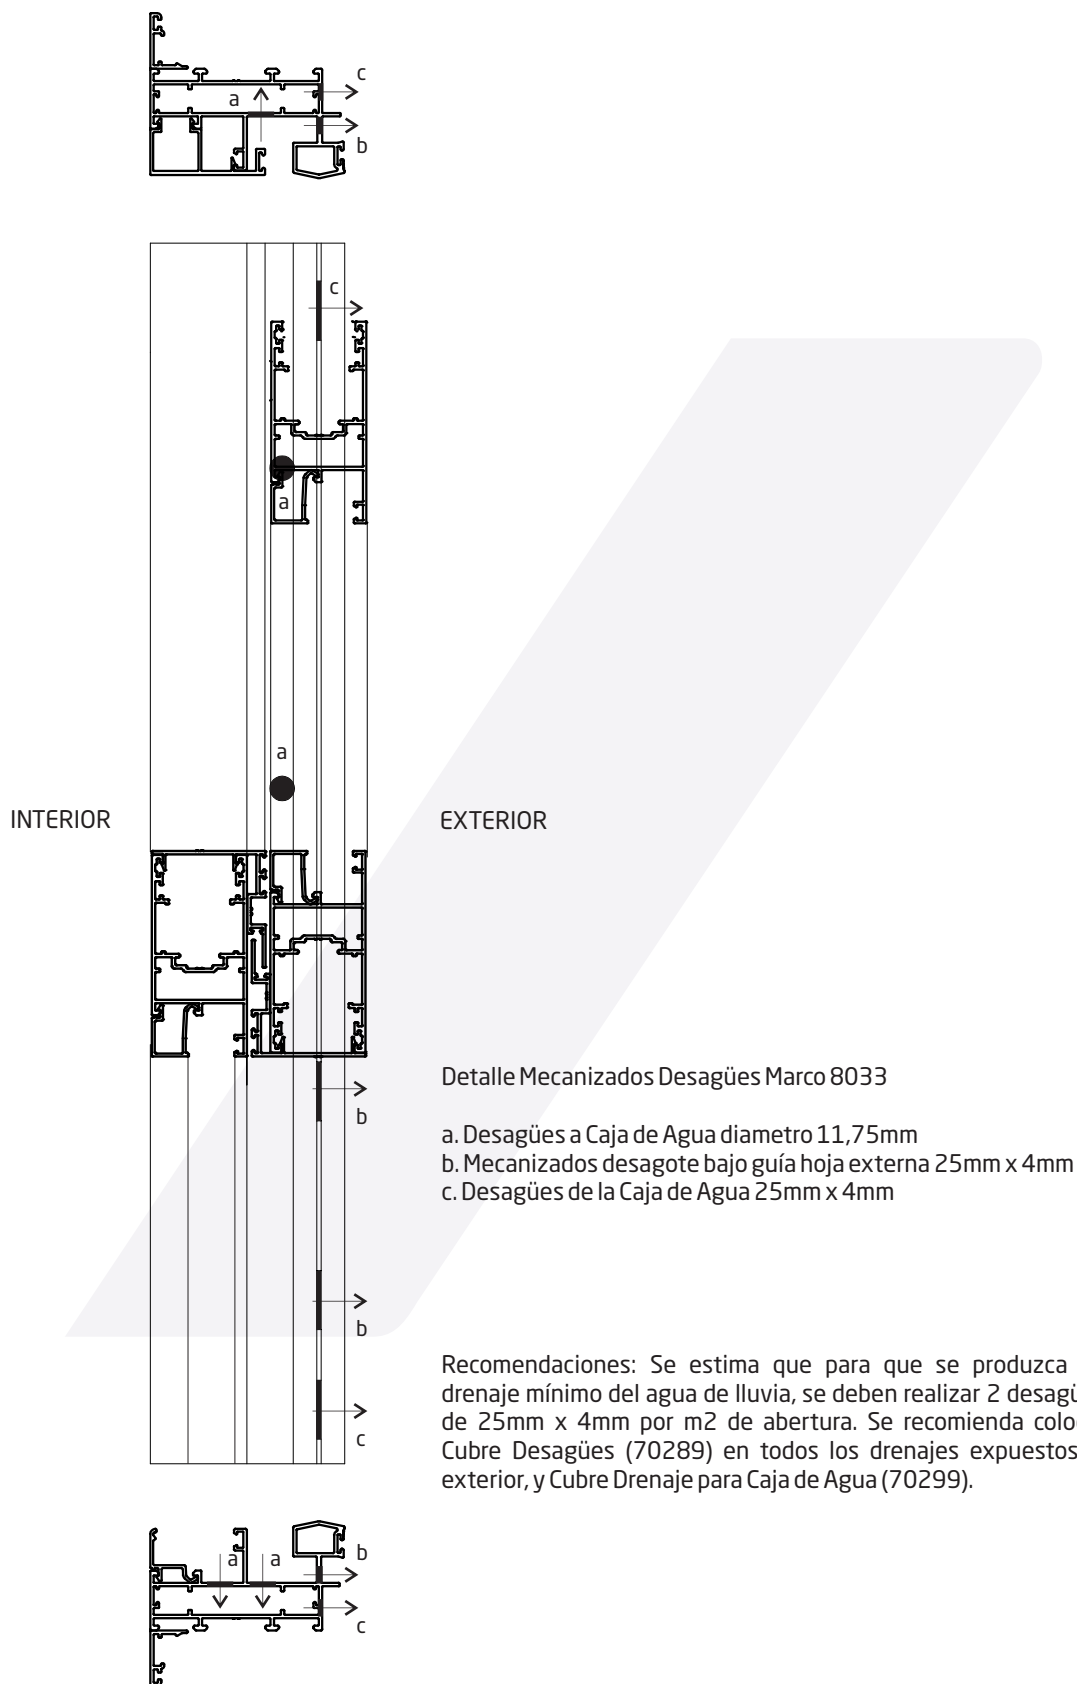 c
a
b
c
a
a
INTERIOR
EXTERIOR
Detalle Mecanizados Desagües Marco 8033
b
a. Desagües a Caja de Agua diametro 11,75mm
b. Mecanizados desagote bajo guía hoja externa 25mm x 4mm
c. Desagües de la Caja de Agua 25mm x 4mm
b
Recomendaciones: Se estima que para que se produzca
drenaje mínimo del agua de lluvia, se deben realizar 2 desagü
de 25mm x 4mm por m2 de abertura. Se recomienda colo
Cubre Desagües (70289) en todos los drenajes expuestos
exterior, y Cubre Drenaje para Caja de Agua (70299).
c
a a b
c